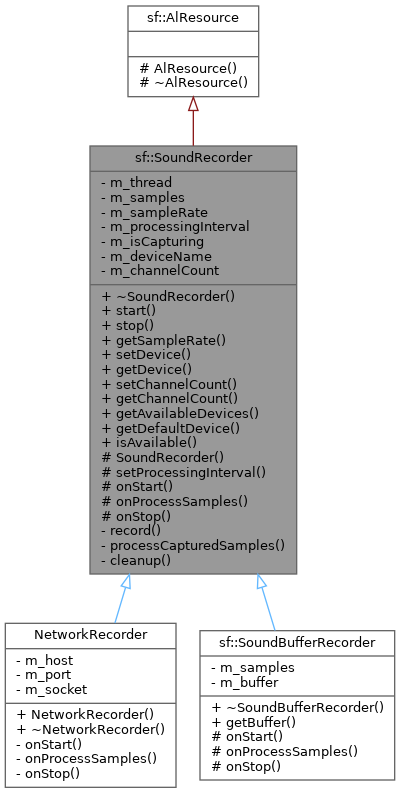 sf::AlResource
# AlResource()
# ~AlResource()
sf::SoundRecorder
- m_thread
- m_samples
- m_sampleRate
- m_processingInterval
- m_isCapturing
- m_deviceName
- m_channelCount
+ ~SoundRecorder()
+ start()
+ stop()
+ getSampleRate()
+ setDevice()
+ getDevice()
+ setChannelCount()
+ getChannelCount()
+ getAvailableDevices()
+ getDefaultDevice()
+ isAvailable()
# SoundRecorder()
# setProcessingInterval()
# onStart()
# onProcessSamples()
# onStop()
- record()
- processCapturedSamples()
- cleanup()
NetworkRecorder
- m_host
- m_port
- m_socket
+ NetworkRecorder()
+ ~NetworkRecorder()
- onStart()
- onProcessSamples()
- onStop()
sf::SoundBufferRecorder
- m_samples
- m_buffer
+ ~SoundBufferRecorder()
+ getBuffer()
# onStart()
# onProcessSamples()
# onStop()